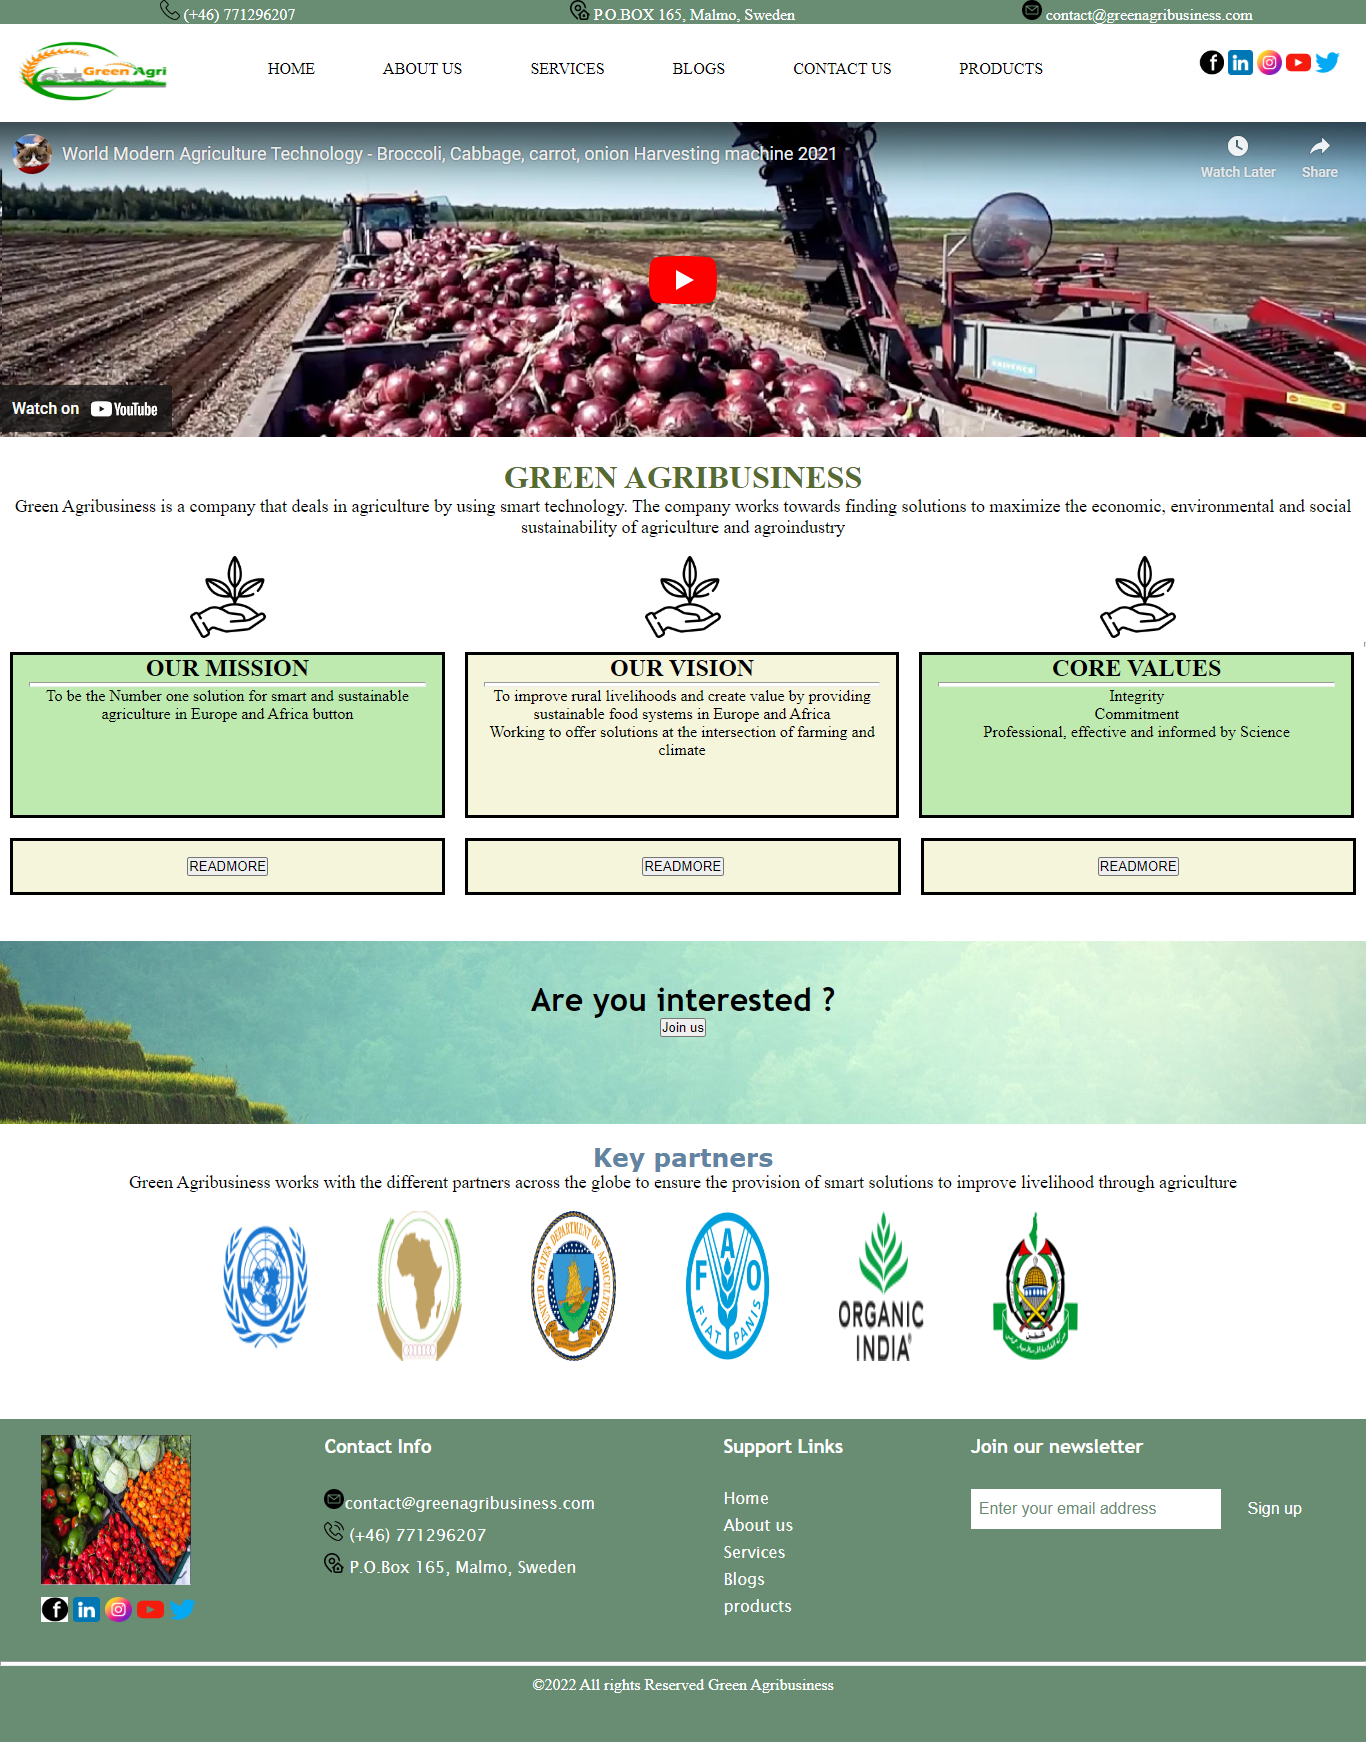 (+46) 771296207
P.O.BOX 165, Malmo, Sweden
contact@greenagribusiness.com
Green Agri
HOME
ABOUT US
SERVICES
BLOGS
CONTACT US
PRODUCTS
World Modern Agriculture Technology - Broccoli, Cabbage, carrot, onion Harvesting machine 2021
Watch Later
Share
Watch on YouTube
GREEN AGRIBUSINESS
Green Agribusiness is a company that deals in agriculture by using smart technology. The company works towards finding solutions to maximize the economic, environmental and social
sustainability of agriculture and agroindustry
OUR MISSION
To be the Number one solution for smart and sustainable
agriculture in Europe and Africa button
OUR VISION
To improve rural livelihoods and create value by providing
sustainable food systems in Europe and Africa
Working to offer solutions at the intersection of farming and
climate
CORE VALUES
Integrity
Commitment
Professional, effective and informed by Science
READMORE
READMORE
READMORE
Are you interested ?
Join us
Key partners
Green Agribusiness works with the different partners across the globe to ensure the provision of smart solutions to improve livelihood through agriculture
UNITED STATES DEPARTMENT OF AGRICULTURE
FAO
FIAT PANIS
ORGANIC
INDIA
Contact Info
contact@greenagribusiness.com
(+46) 771296207
P.O.Box 165, Malmo, Sweden
Support Links
Home
About us
Services
Blogs
products
Join our newsletter
Enter your email address
Sign up
©2022 All rights Reserved Green Agribusiness